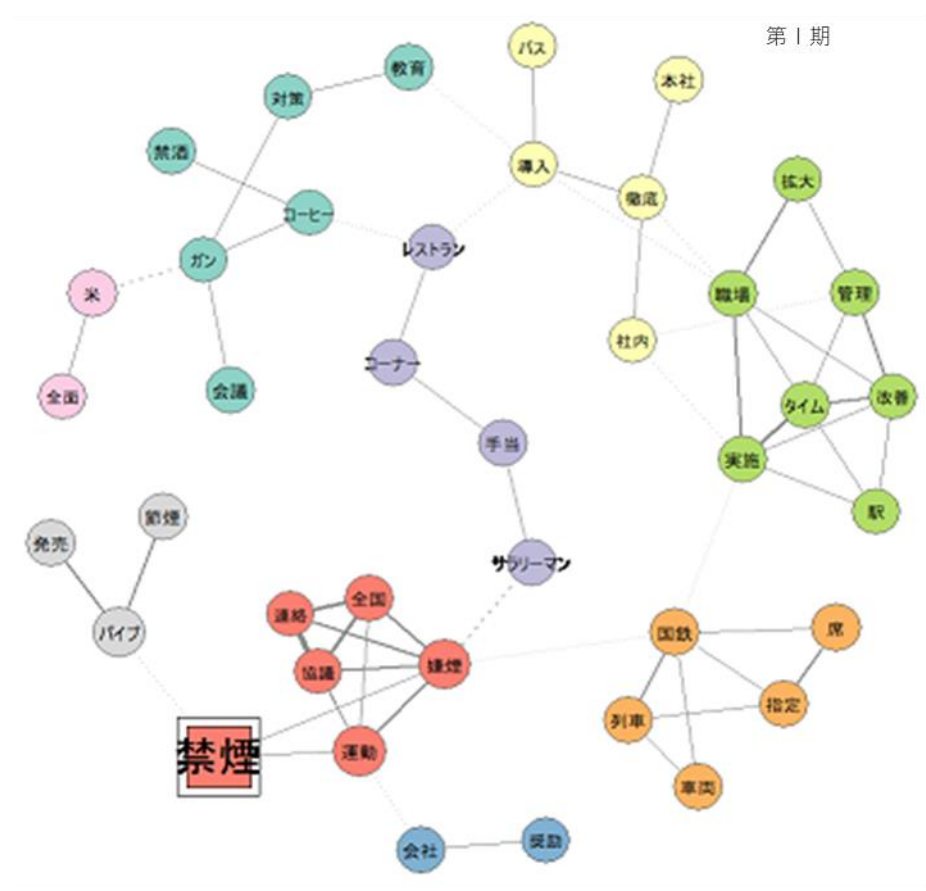 第Ⅰ期
バス
教育
本社
対策
禁酒
導入
拡大
徹底
コーヒー
レストラン
ガン
米
職場
管理
社内
コーナー
全面
会議
改善
タイム
手当
実施
駅
節煙
発売
サラリーマン
全国
連絡
パイプ
国鉄
席
嫌煙
協議
指定
列車
運動
禁煙
車両
会社
奨励